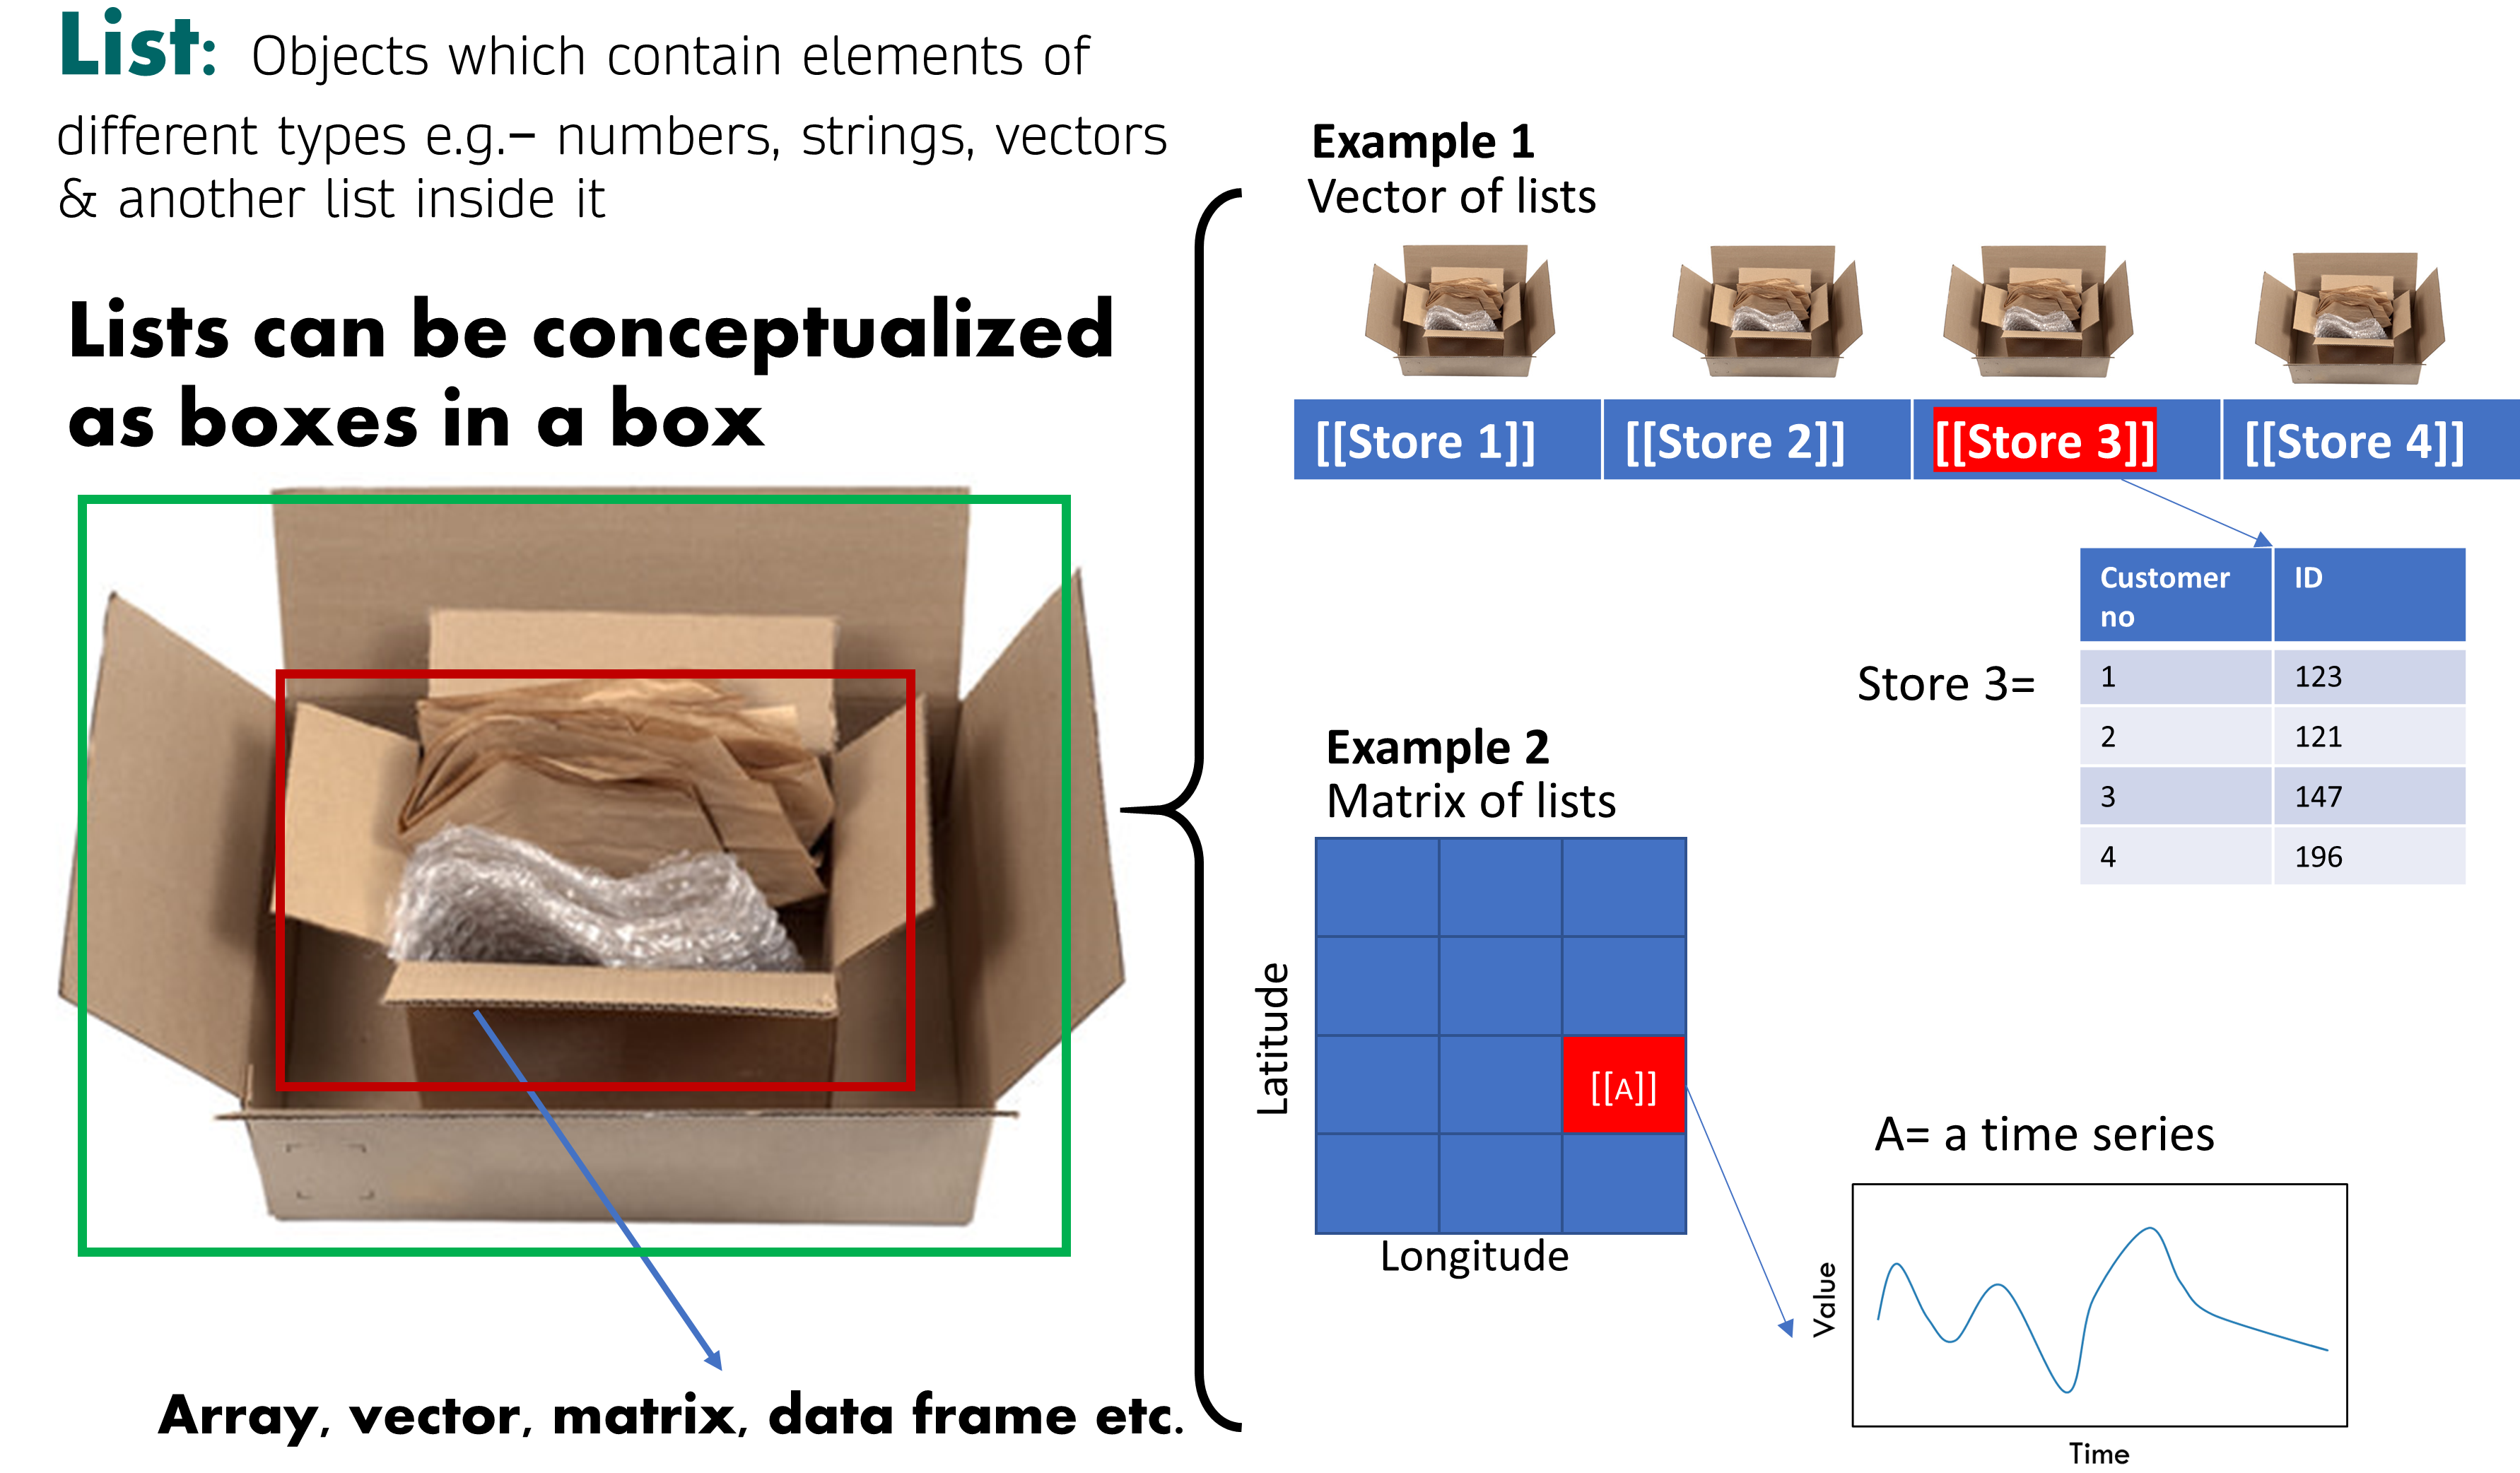 List: Objects which contain elements of
different types e.g.– numbers, strings, vectors
& another list inside it
Lists can be conceptualized
as boxes in a box
Array, vector, matrix, data frame etc.
Example 1
Vector of lists
[[Store 1]] [[Store 2]] [[Store 3]] [[Store 4]]
Store 3=
Customer no ID
1 123
2 121
3 147
4 196
Example 2
Matrix of lists
Latitude
[[A]]
Longitude
A= a time series
Value
Time